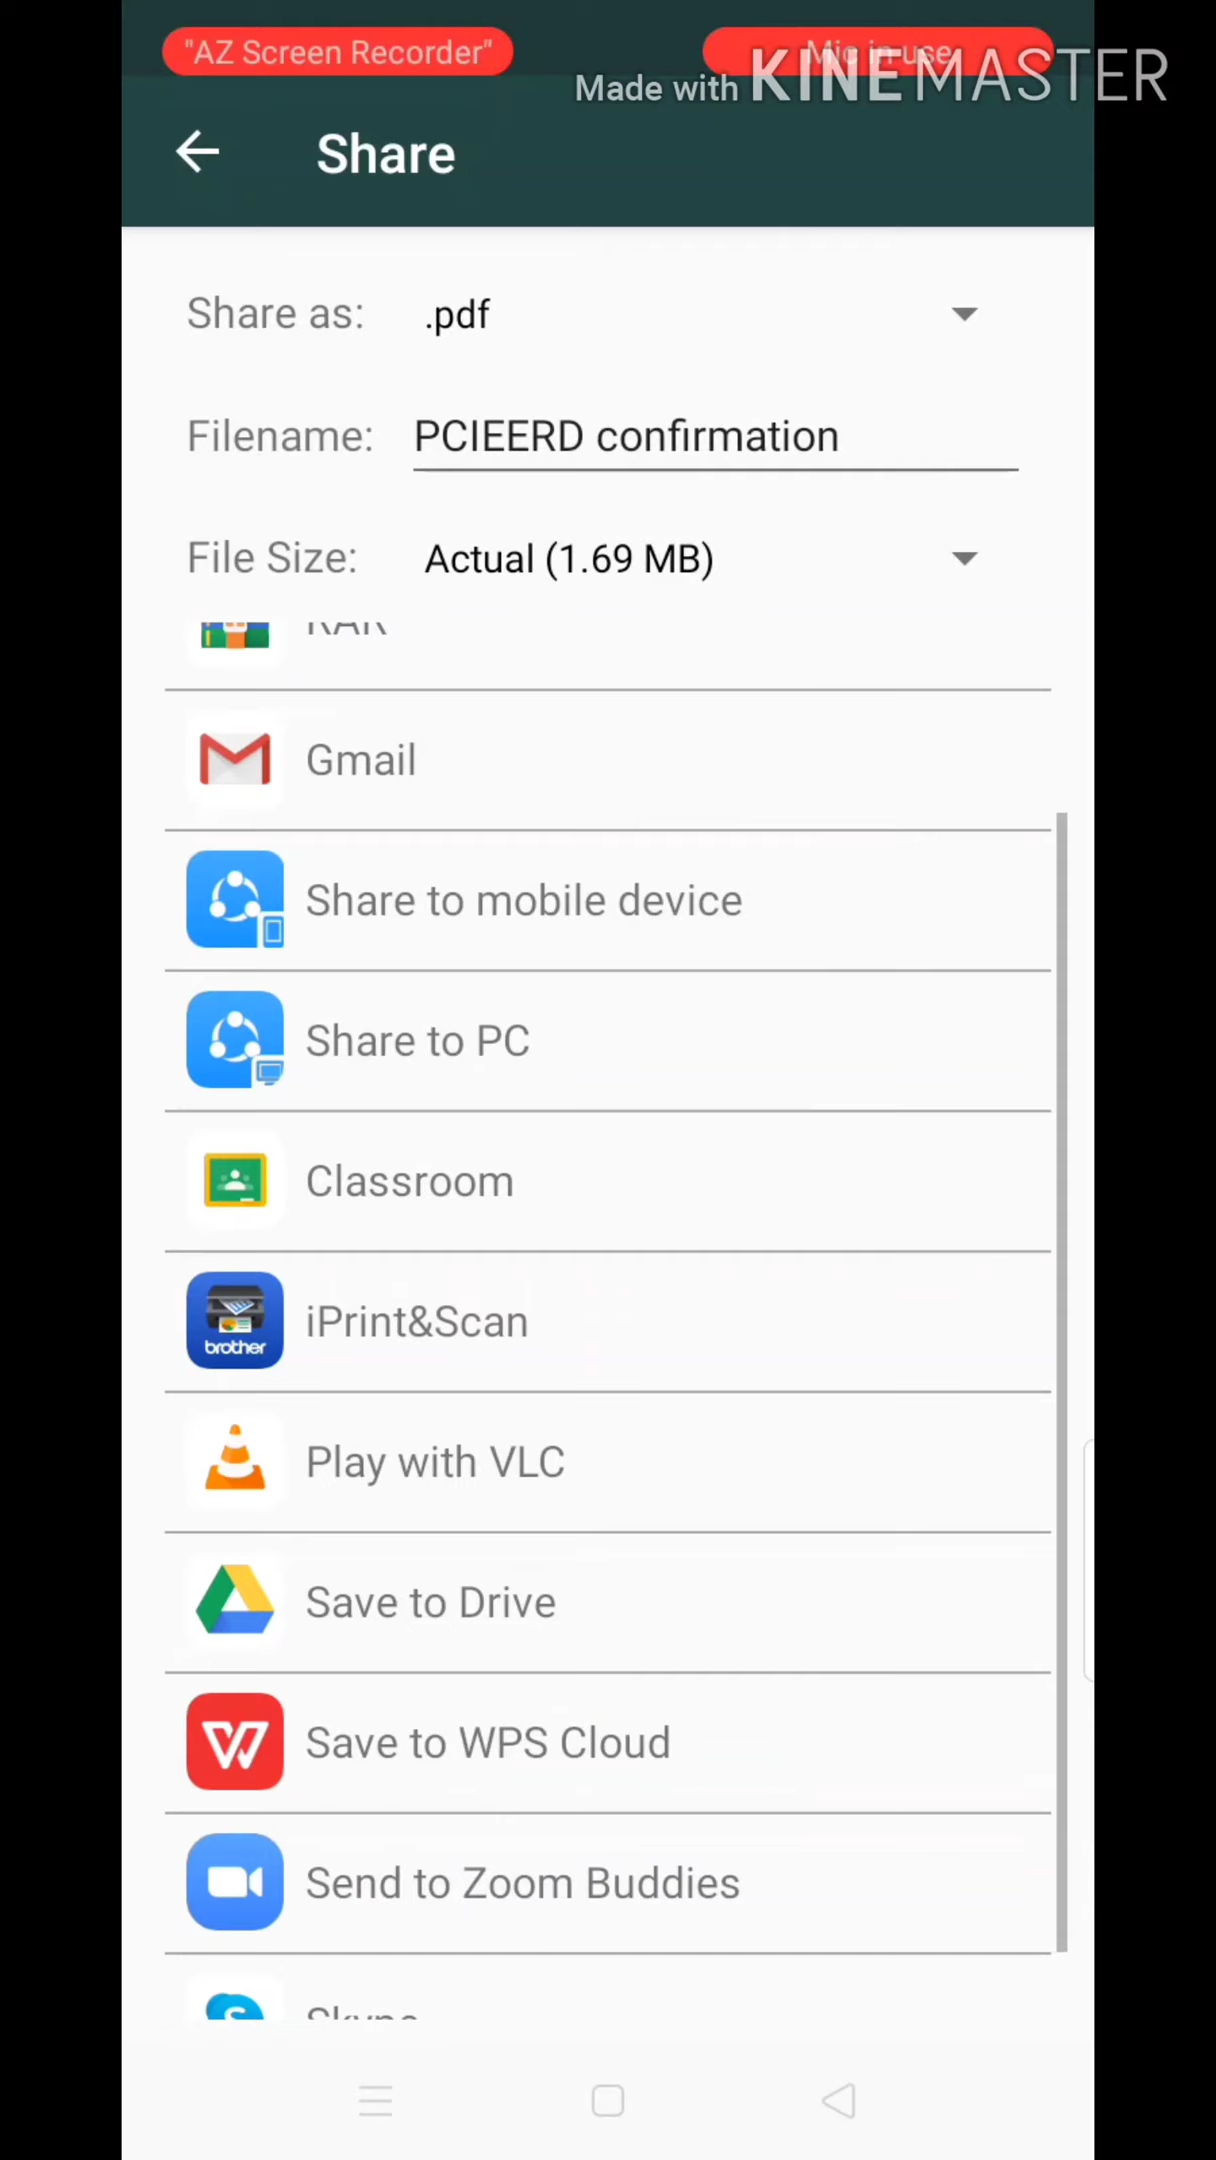 "AZ Screen Recorder"
Mic in use
Made with KINEMASTER
Share
Share as: .pdf
Filename: PCIEERD confirmation
File Size: Actual (1.69 MB)
RAR
Gmail
Share to mobile device
Share to PC
Classroom
brother
iPrint&Scan
Play with VLC
Save to Drive
Save to WPS Cloud
Send to Zoom Buddies
Skype